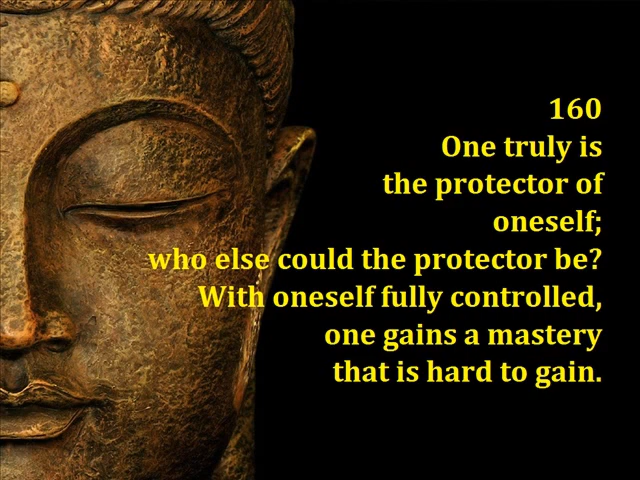 160
One truly is
the protector of
oneself;
who else could the protector be?
With oneself fully controlled,
one gains a mastery
that is hard to gain.